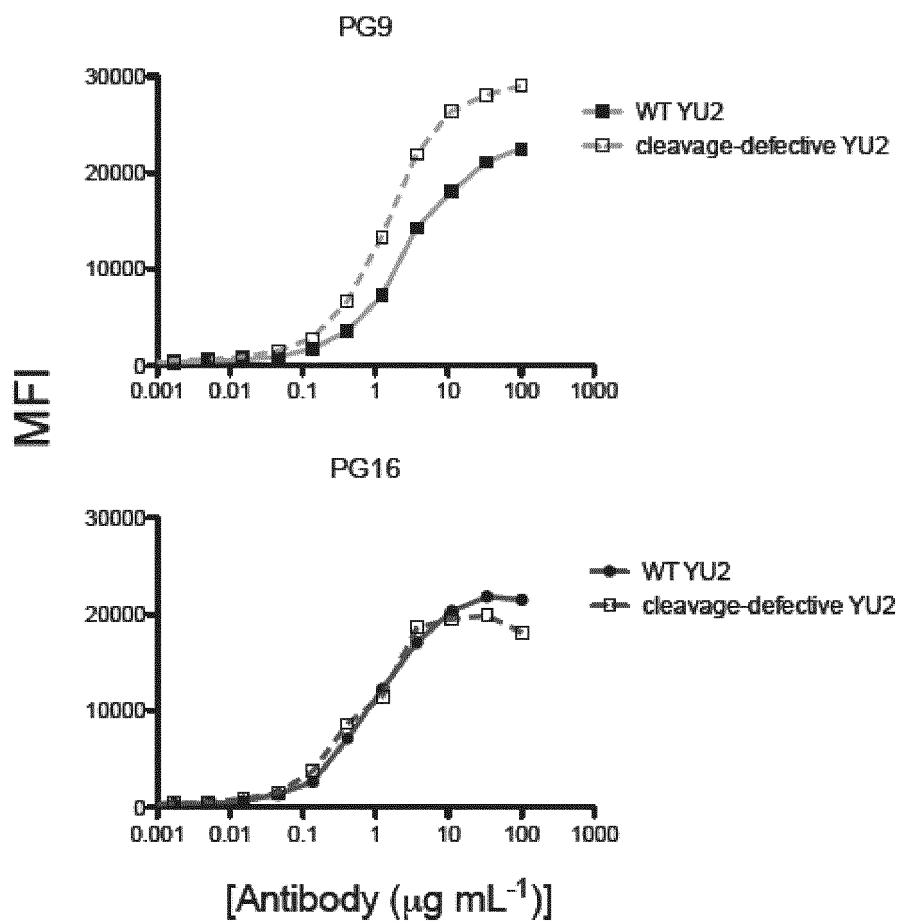 PG9
30000
20000
10000
0
0.001 0.01 0.1 1 10 100 1000
WT YU2
cleavage-defective YU2
MFI
PG16
30000
20000
10000
0
0.001 0.01 0.1 1 10 100 1000
WT YU2
cleavage-defective YU2
[Antibody (μg mL⁻¹)]